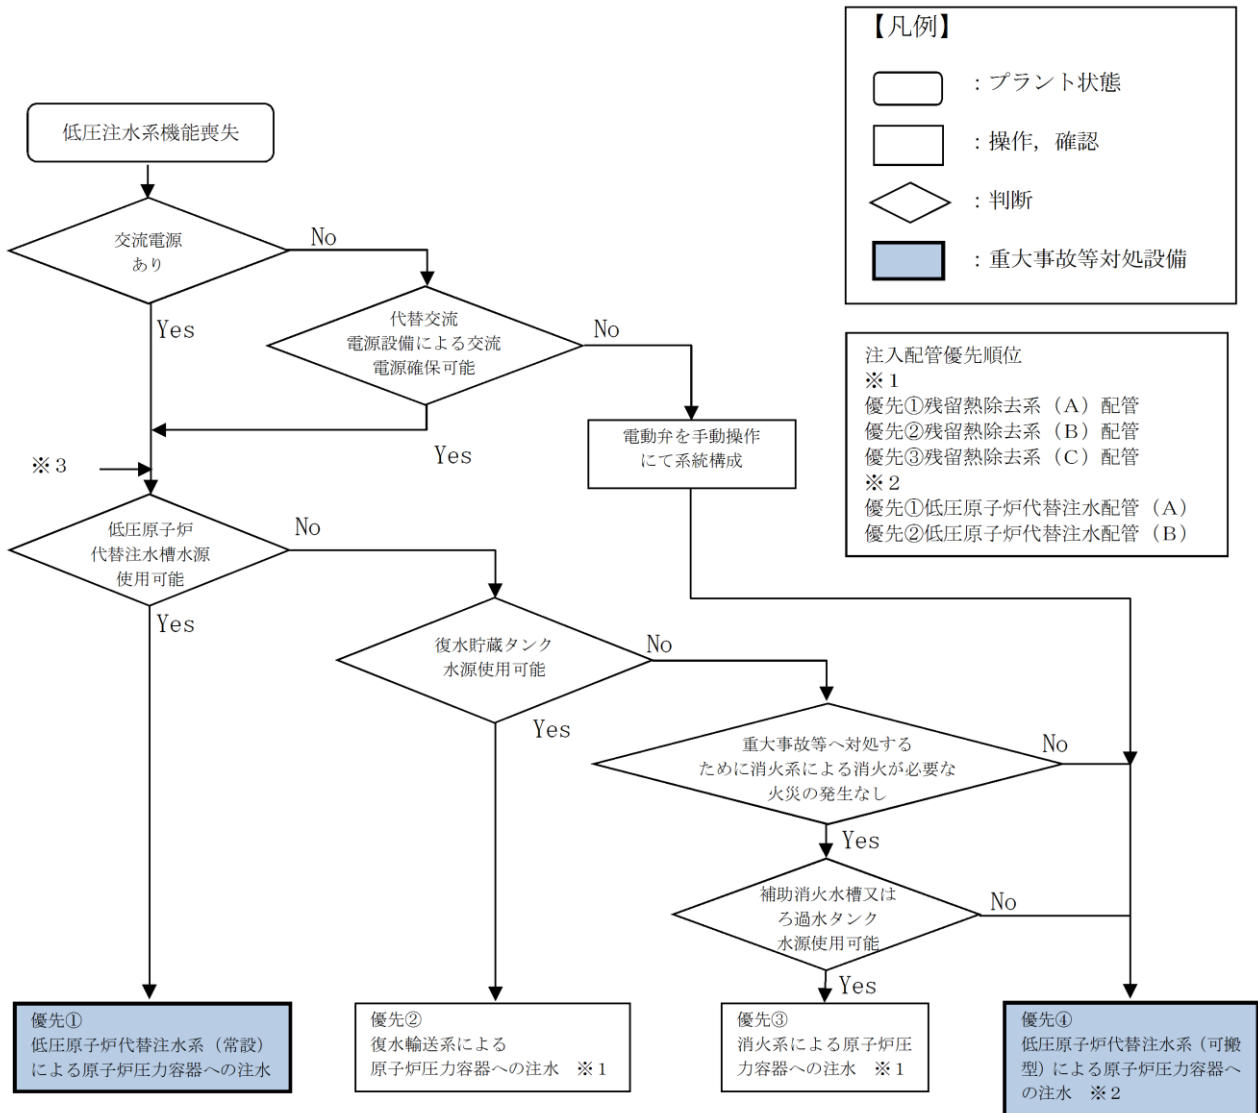 【凡例】
：プラント状態
：操作，確認
：判断
：重大事故等対処設備
低圧注水系機能喪失
交流電源
あり
No
Yes
代替交流
電源設備による交流
電源確保可能
No
Yes
電動弁を手動操作
にて系統構成
注入配管優先順位
※１
優先①残留熱除去系（Ａ）配管
優先②残留熱除去系（Ｂ）配管
優先③残留熱除去系（Ｃ）配管
※２
優先①低圧原子炉代替注水配管（Ａ）
優先②低圧原子炉代替注水配管（Ｂ）
※３
低圧原子炉
代替注水槽水源
使用可能
No
Yes
復水貯蔵タンク
水源使用可能
No
Yes
重大事故等へ対処する
ために消火系による消火が必要な
火災の発生なし
No
Yes
補助消火水槽又は
ろ過水タンク
水源使用可能
No
Yes
優先①
低圧原子炉代替注水系（常設）
による原子炉圧力容器への注水
優先②
復水輸送系による
原子炉圧力容器への注水　※１
優先③
消火系による原子炉圧
力容器への注水　※１
優先④
低圧原子炉代替注水系（可搬
型）による原子炉圧力容器へ
の注水　※２